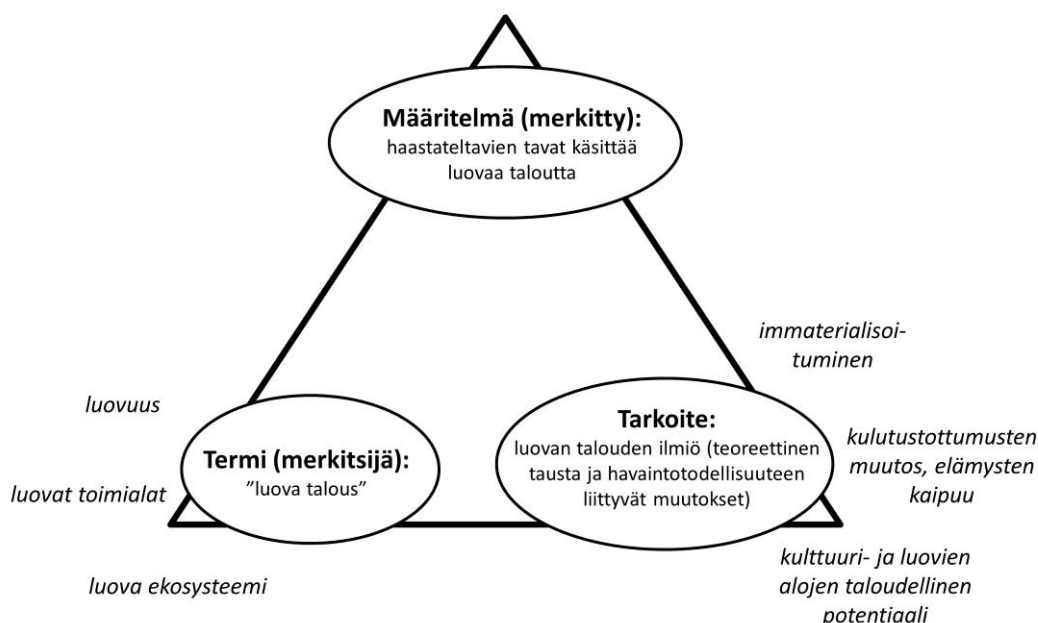 Määritelmä (merkitty):
haastateltavien tavat käsittää
luovaa taloutta
immaterialisoi-
tuminen
luovuus
Termi (merkitsijä):
”luova talous”
Tarkoite:
luovan talouden ilmiö (teoreettinen
tausta ja havaintotodellisuuteen
liittyvät muutokset)
kulutustottumusten
muutos, elämysten
kaipuu
luovat toimialat
luova ekosysteemi
kulttuuri- ja luovien
alojen taloudellinen
potentiaali